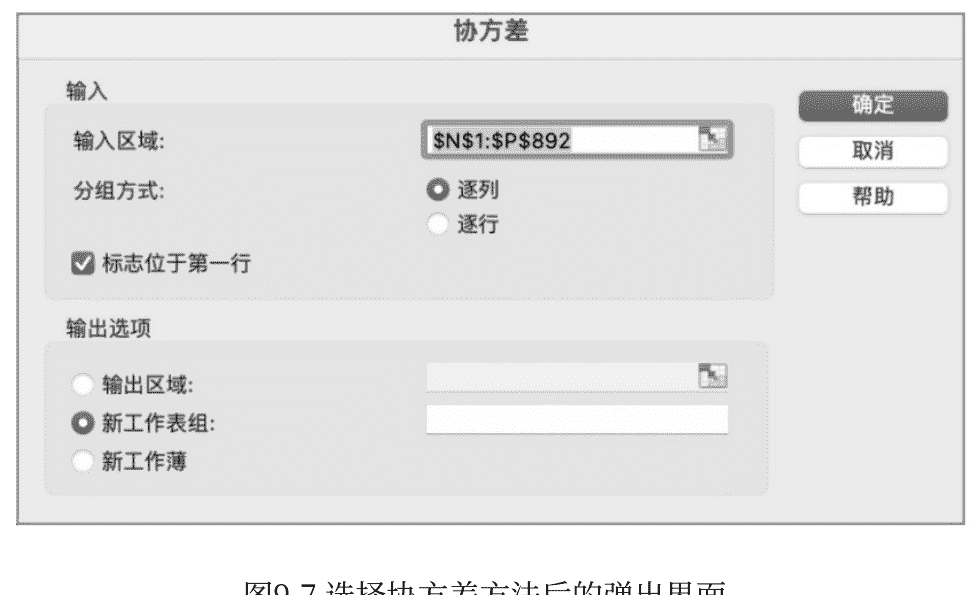 协方差
输入
输入区域: $N$1:$P$892
分组方式: 逐列
逐行
标志位于第一行
确定
取消
帮助
输出选项
输出区域:
新工作表组:
新工作薄
图9.7 选择协方差方法后的弹出界面